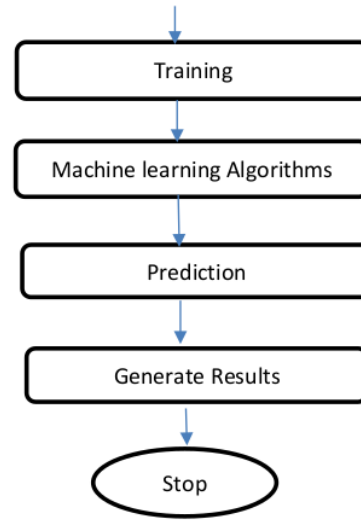 Training
Machine learning Algorithms
Prediction
Generate Results
Stop